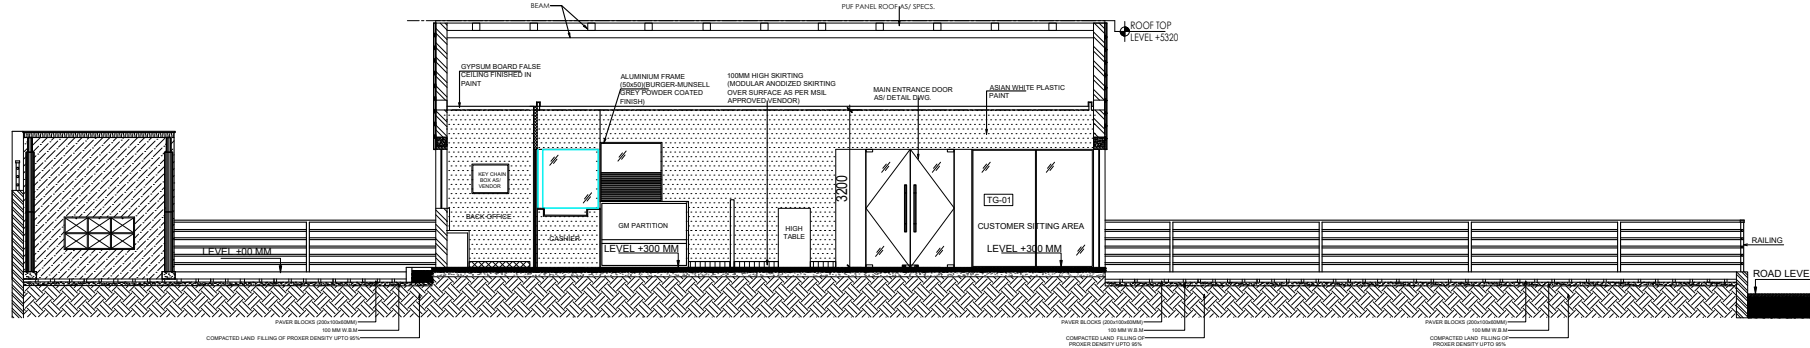 BEAM
PUF PANEL ROOF AS/ SPECS.
ROOF TOP
LEVEL +5320
GYPSUM BOARD FALSE
CEILING FINISHED IN
PAINT
ALUMINIUM FRAME
(50x50)(BURGER-MUNSELL
GREY POWDER COATED
FINISH)
100MM HIGH SKIRTING
(MODULAR ANODIZED SKIRTING
OVER SURFACE AS PER MSIL
APPROVED VENDOR)
MAIN ENTRANCE DOOR
AS/ DETAIL DWG.
ASIAN WHITE PLASTIC
PAINT
KEY CHAIN
BOX AS/
VENDOR
3200
TG-01
BACK OFFICE
CASHIER
GM PARTITION
HIGH
TABLE
CUSTOMER SITTING AREA
LEVEL +00 MM
LEVEL +300 MM
LEVEL +300 MM
RAILING
ROAD LEVE
PAVER BLOCKS (200x100x60MM)
100 MM W.B.M
COMPACTED LAND FILLING OF PROXER DENSITY UPTO 95%
PAVER BLOCKS (200x100x60MM)
100 MM W.B.M
COMPACTED LAND FILLING OF
PROXER DENSITY UPTO 95%
PAVER BLOCKS (200x100x60MM)
100 MM W.B.M
COMPACTED LAND FILLING OF
PROXER DENSITY UPTO 95%